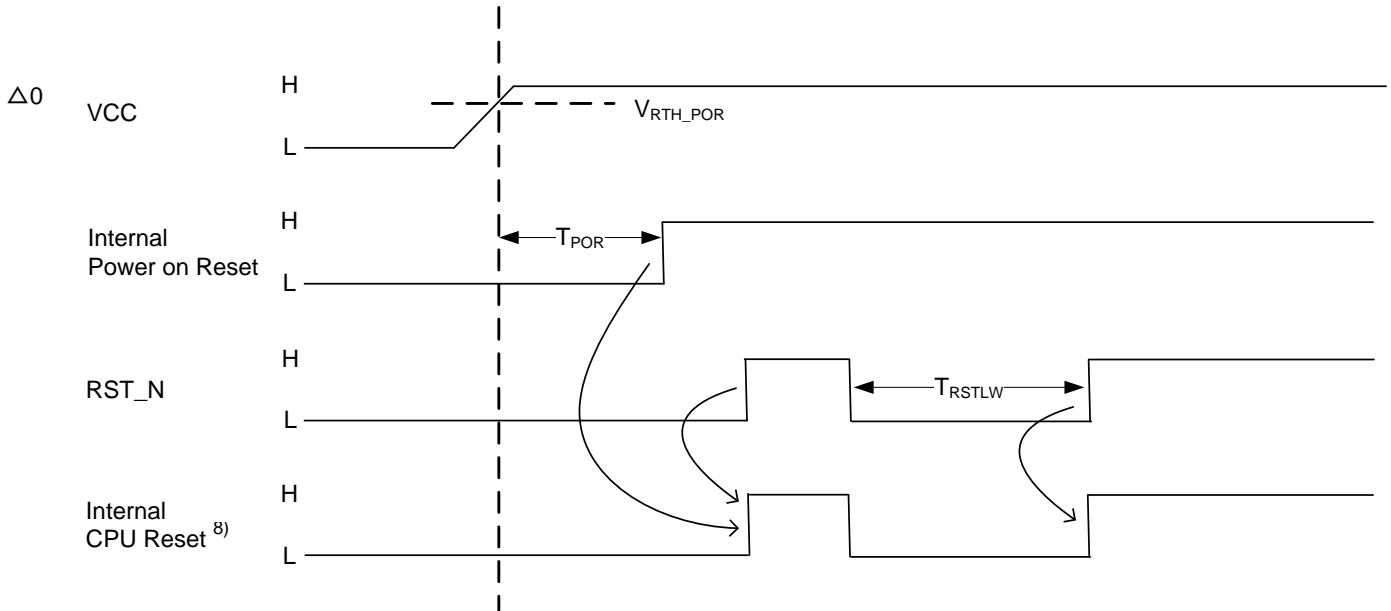 △0
VCC
H
L
V_RTH_POR
Internal
Power on Reset
H
L
T_POR
RST_N
H
L
T_RSTLW
Internal
CPU Reset 8)
H
L